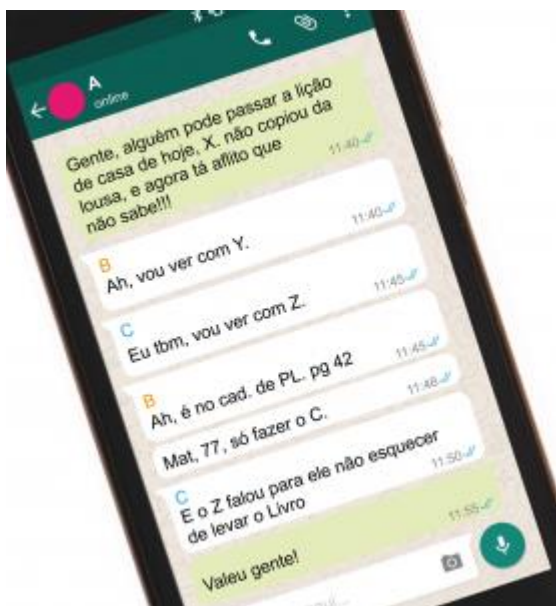 A
online
Gente, alguém pode passar a lição
de casa de hoje, X. não copiou da
lousa, e agora tá aflito que
não sabe!!!
11:40
B
Ah, vou ver com Y.
11:40
C
Eu tbm, vou ver com Z.
11:45
B
Ah, é no cad. de PL. pg 42
11:45
Mat, 77, só fazer o C.
11:48
C
E o Z falou para ele não esquecer
de levar o Livro
11:50
Valeu gente!
11:55